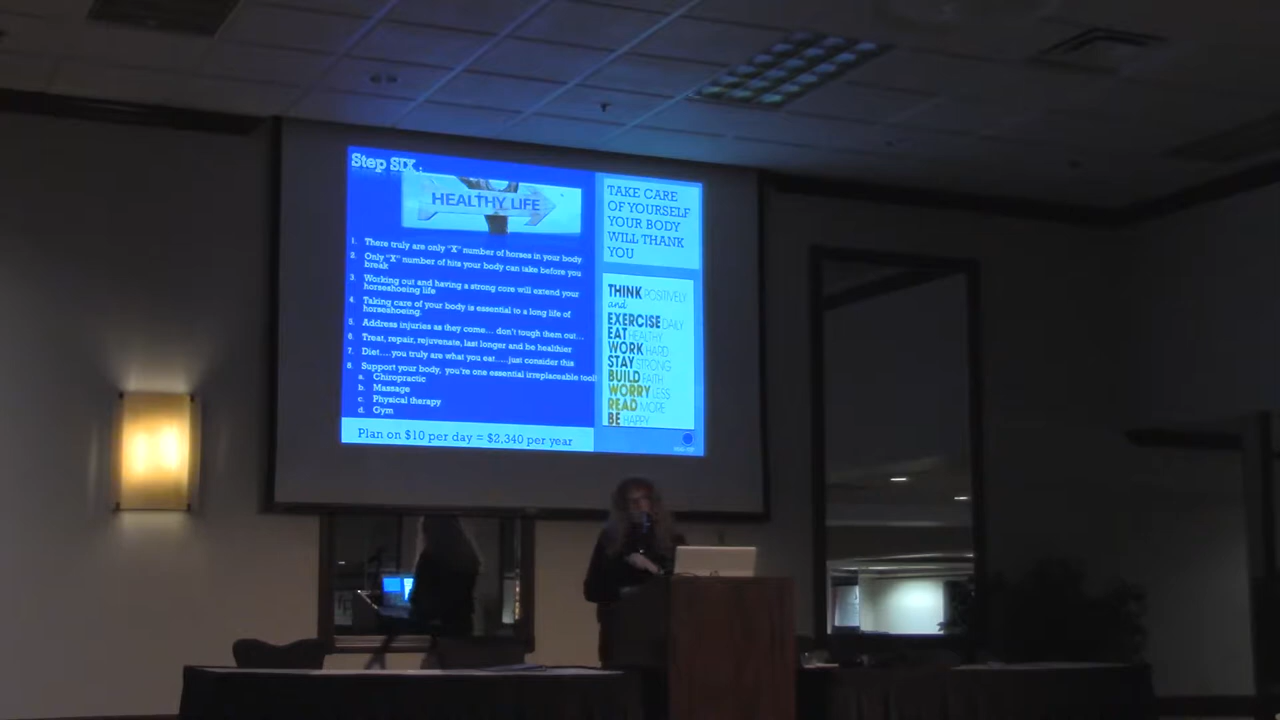 Step SIX :
HEALTHY LIFE
1. There truly are only "X" number of horses in your body
2. Only "X" number of hits your body can take before you
break
3. Working out and having a strong core will extend your
horseshoeing life
4. Taking care of your body is essential to a long life of
horseshoeing.
5. Address injuries as they come... don't tough them out...
6. Treat, repair, rejuvenate, last longer and be healthier
7. Diet....you truly are what you eat.....just consider this
8. Support your body, you're one essential irreplaceable tool!
a. Chiropractic
b. Massage
c. Physical therapy
d. Gym
Plan on $10 per day = $2,340 per year
TAKE CARE
OF YOURSELF
YOUR BODY
WILL THANK
YOU
THINK POSITIVELY
and
EXERCISE DAILY
EAT HEALTHY
WORK HARD
STAY STRONG
BUILD FAITH
WORRY LESS
READ MORE
BE HAPPY